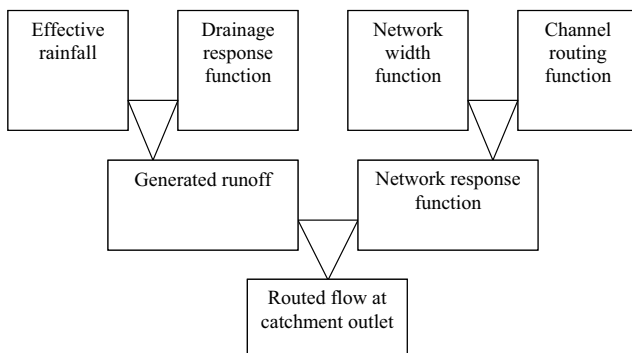 Effective
rainfall
Drainage
response
function
Network
width
function
Channel
routing
function
Generated runoff
Network response
function
Routed flow at
catchment outlet